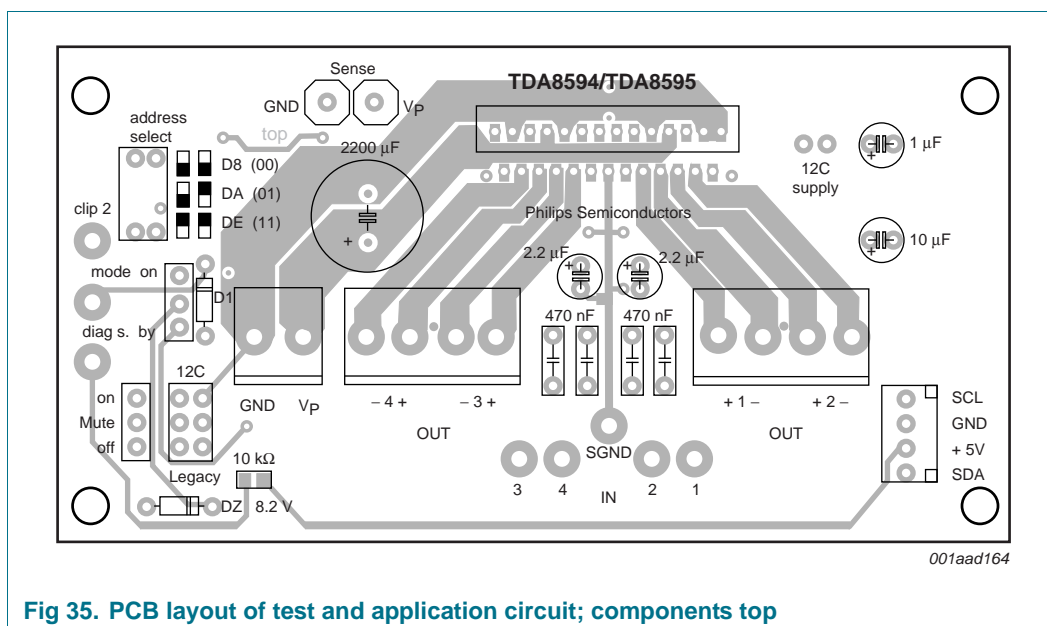 Sense
TDA8594/TDA8595
GND
VP
address
select
top
2200 µF
1 µF
D8 (00)
12C
supply
DA (01)
clip 2
DE (11)
Philips Semiconductors
+
+
10 µF
+
2.2 µF
+
+
2.2 µF
mode on
D1
diag s. by
470 nF
470 nF
12C
on
Mute
off
GND
VP
− 4 +
− 3 +
+ 1 −
+ 2 −
SCL
GND
+ 5V
SDA
OUT
OUT
SGND
10 kΩ
Legacy
3
4
IN
2
1
DZ
8.2 V
001aad164
Fig 35. PCB layout of test and application circuit; components top